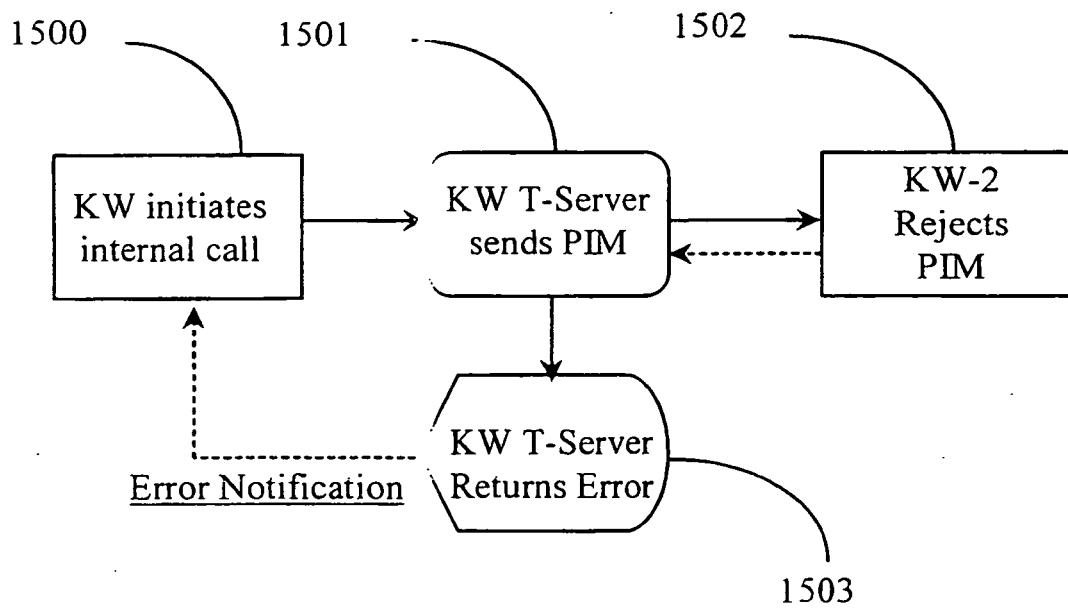 1500
1501
1502
KW initiates
internal call
KW T-Server
sends PIM
KW-2
Rejects
PIM
KW T-Server
Returns Error
Error Notification
1503